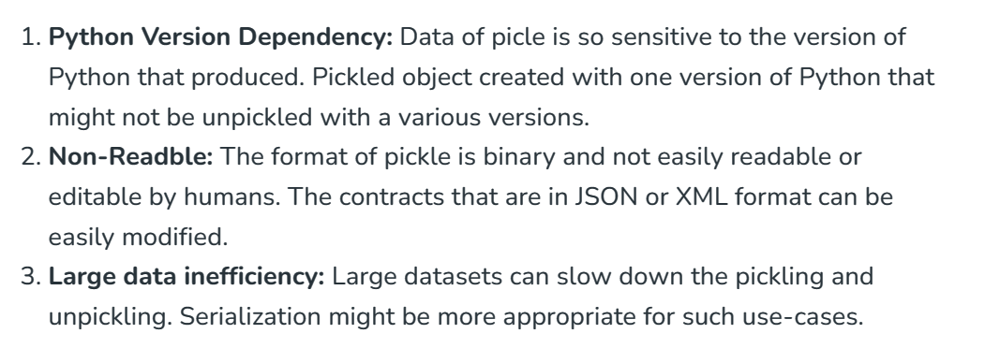 1. Python Version Dependency: Data of picle is so sensitive to the version of
Python that produced. Pickled object created with one version of Python that
might not be unpickled with a various versions.
2. Non-Readble: The format of pickle is binary and not easily readable or
editable by humans. The contracts that are in JSON or XML format can be
easily modified.
3. Large data inefficiency: Large datasets can slow down the pickling and
unpickling. Serialization might be more appropriate for such use-cases.